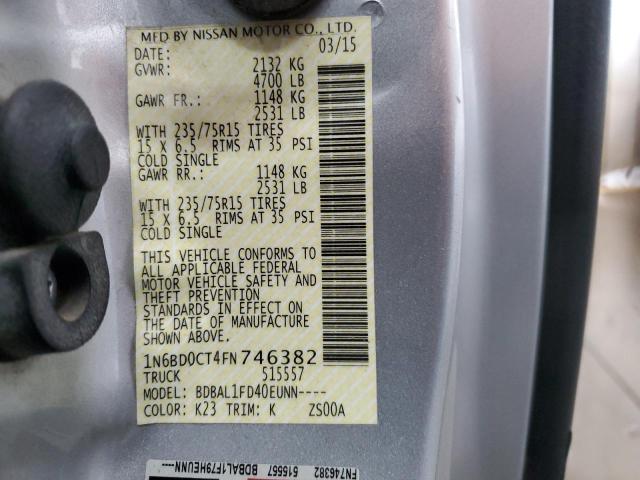 MFD BY NISSAN MOTOR CO., LTD.
DATE: 03/15
GVWR: 2132 KG
4700 LB
GAWR FR.: 1148 KG
2531 LB
WITH 235/75R15 TIRES
15 X 6.5 RIMS AT 35 PSI
COLD SINGLE
GAWR RR.: 1148 KG
2531 LB
WITH 235/75R15 TIRES
15 X 6.5 RIMS AT 35 PSI
COLD SINGLE
THIS VEHICLE CONFORMS TO
ALL APPLICABLE FEDERAL
MOTOR VEHICLE SAFETY AND
THEFT PREVENTION
STANDARDS IN EFFECT ON
THE DATE OF MANUFACTURE
SHOWN ABOVE.
1N6BD0CT4FN746382
TRUCK 515557
MODEL: BDBAL1FD40EUNN----
COLOR: K23 TRIM: K ZS00A
FN746382 515557 BDBAL1F79HEUNN----